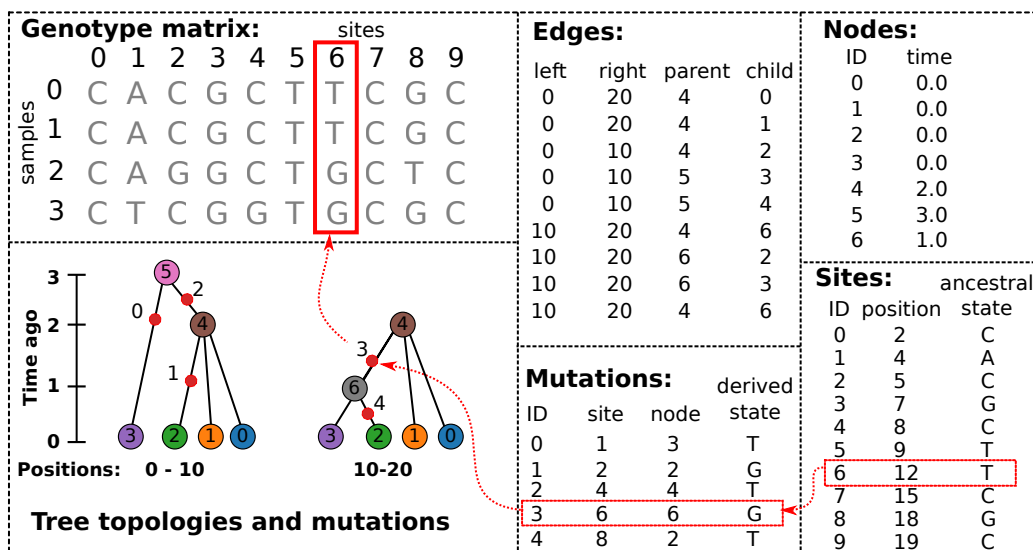 Genotype matrix:
sites
0 1 2 3 4 5 6 7 8 9
samples
0 C A C G C T T C G C
1 C A C G C T T C G C
2 C A G G C T G C T C
3 C T C G G T G C G C
Edges:
left right parent child
0 20 4 0
0 20 4 1
0 10 4 2
0 10 5 3
0 10 5 4
10 20 4 6
10 20 6 2
10 20 6 3
10 20 4 6
Nodes:
ID time
0 0.0
1 0.0
2 0.0
3 0.0
4 2.0
5 3.0
6 1.0
Time ago
3
2
1
0
5
0
2
4
1
3 2 1 0
4
3
6
4
3 2 1 0
Positions: 0 - 10 10-20
Tree topologies and mutations
Mutations:
derived
ID site node state
0 1 3 T
1 2 2 G
2 4 4 T
3 6 6 G
4 8 2 T
Sites:
ancestral
ID position state
0 2 C
1 4 A
2 5 C
3 7 G
4 8 C
5 9 T
6 12 T
7 15 C
8 18 G
9 19 C